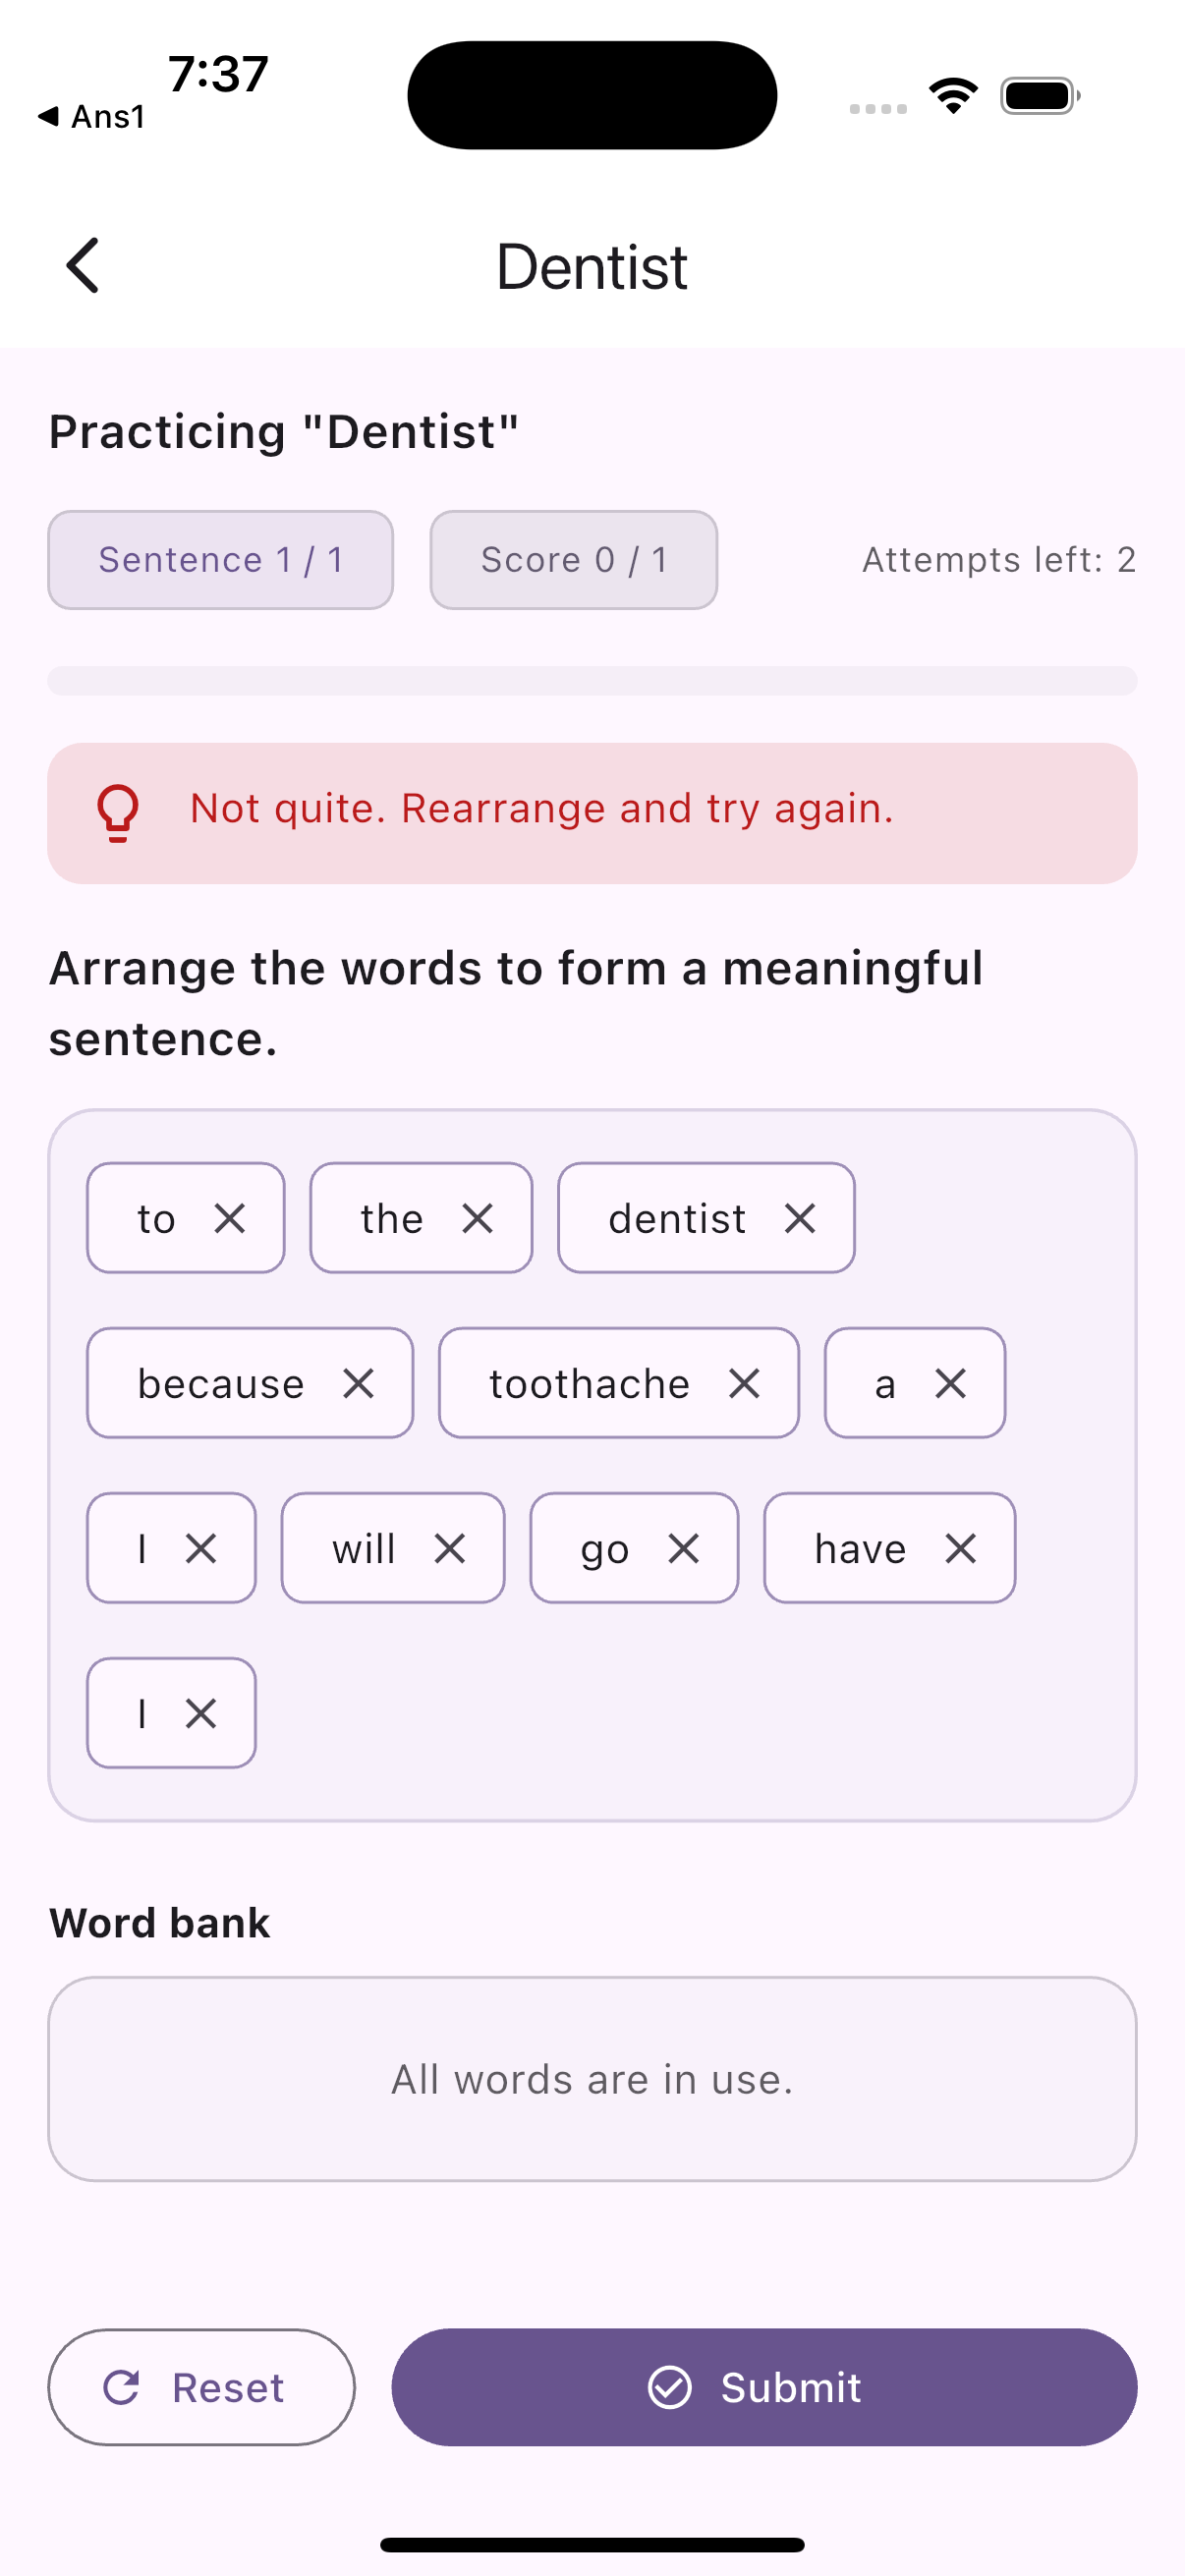 7:37
Ans1
Dentist
Practicing "Dentist"
Sentence 1 / 1
Score 0 / 1
Attempts left: 2
Not quite. Rearrange and try again.
Arrange the words to form a meaningful
sentence.
to
the
dentist
because
toothache
a
I
will
go
have
I
Word bank
All words are in use.
Reset
Submit